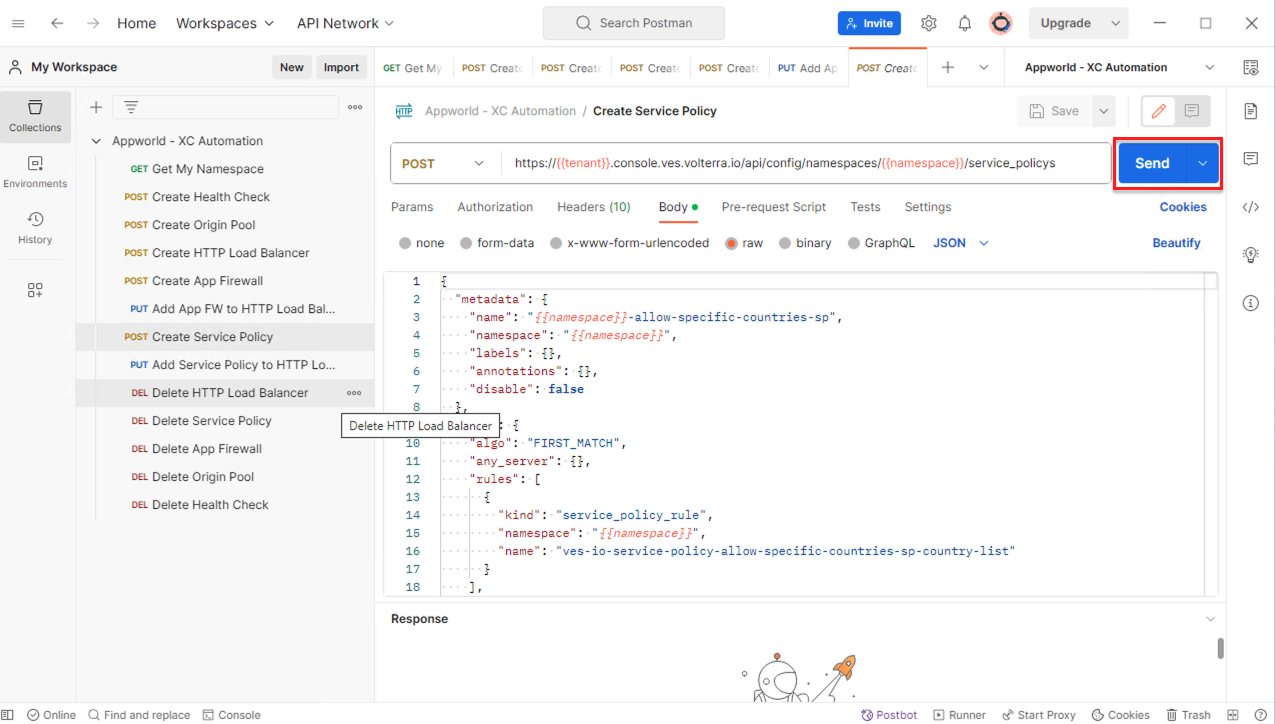 Home Workspaces API Network Search Postman Invite Upgrade
My Workspace New Import
GET Get My POST Create POST Create POST Create POST Create PUT Add Ap POST Create Appworld - XC Automation
Collections
Environments
History
Appworld - XC Automation
GET Get My Namespace
POST Create Health Check
POST Create Origin Pool
POST Create HTTP Load Balancer
POST Create App Firewall
PUT Add App FW to HTTP Load Bal...
POST Create Service Policy
PUT Add Service Policy to HTTP Lo...
DEL Delete HTTP Load Balancer
DEL Delete Service Policy
DEL Delete App Firewall
DEL Delete Origin Pool
DEL Delete Health Check
Delete HTTP Load Balancer
HTTP Appworld - XC Automation / Create Service Policy Save
POST https://{{tenant}}.console.ves.volterra.io/api/config/namespaces/{{namespace}}/service_policys Send
Params Authorization Headers (10) Body Pre-request Script Tests Settings Cookies
none form-data x-www-form-urlencoded raw binary GraphQL JSON Beautify
1 {
2 "metadata": {
3 "name": "{{namespace}}-allow-specific-countries-sp",
4 "namespace": "{{namespace}}",
5 "labels": {},
6 "annotations": {},
7 "disable": false
8 },
: {
10 "algo": "FIRST_MATCH",
11 "any_server": {},
12 "rules": [
13 {
14 "kind": "service_policy_rule",
15 "namespace": "{{namespace}}",
16 "name": "ves-io-service-policy-allow-specific-countries-sp-country-list"
17 }
18 ],
Response
Online Find and replace Console Postbot Runner Start Proxy Cookies Trash